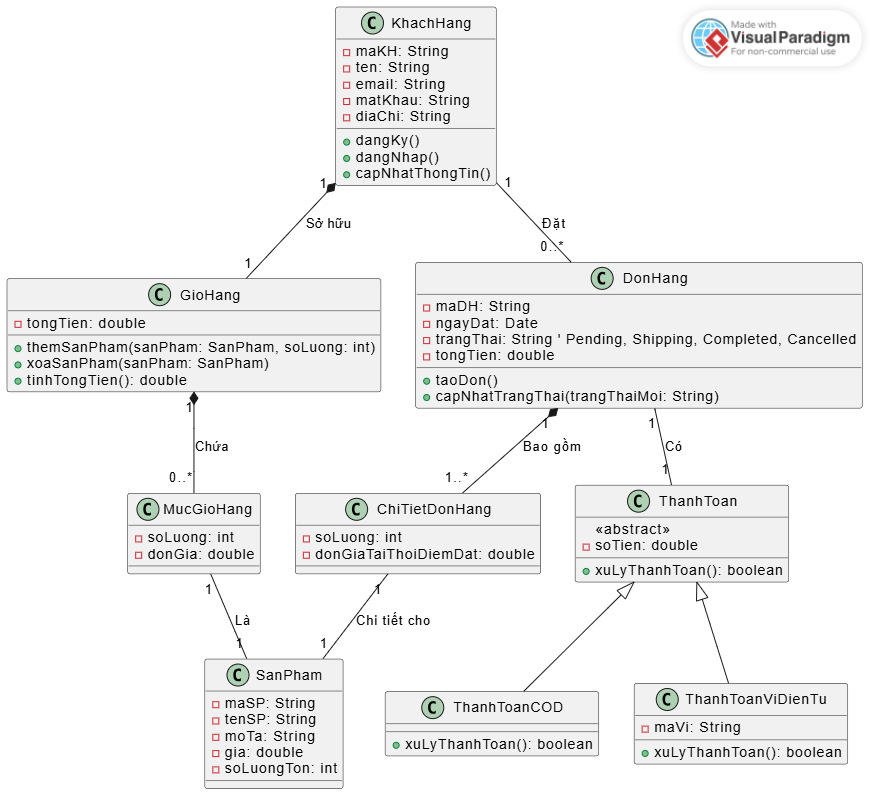 C KhachHang
maKH: String
ten: String
email: String
matKhau: String
diaChi: String
dangKy()
dangNhap()
capNhatThongTin()
Made with
VisualParadigm
For non-commercial use
1
1
Sở hữu
Đặt
1
0..*
C GioHang
tongTien: double
themSanPham(sanPham: SanPham, soLuong: int)
xoaSanPham(sanPham: SanPham)
tinhTongTien(): double
C DonHang
maDH: String
ngayDat: Date
trangThai: String ' Pending, Shipping, Completed, Cancelled
tongTien: double
taoDon()
capNhatTrangThai(trangThaiMoi: String)
1
1
1
Chứa
Bao gồm
Có
0..*
1..*
1
C MucGioHang
soLuong: int
donGia: double
C ChiTietDonHang
soLuong: int
donGiaTaiThoiDiemDat: double
C ThanhToan
«abstract»
soTien: double
xuLyThanhToan(): boolean
1
1
Là
Chi tiết cho
1
1
C SanPham
maSP: String
tenSP: String
moTa: String
gia: double
soLuongTon: int
C ThanhToanCOD
xuLyThanhToan(): boolean
C ThanhToanViDienTu
maVi: String
xuLyThanhToan(): boolean